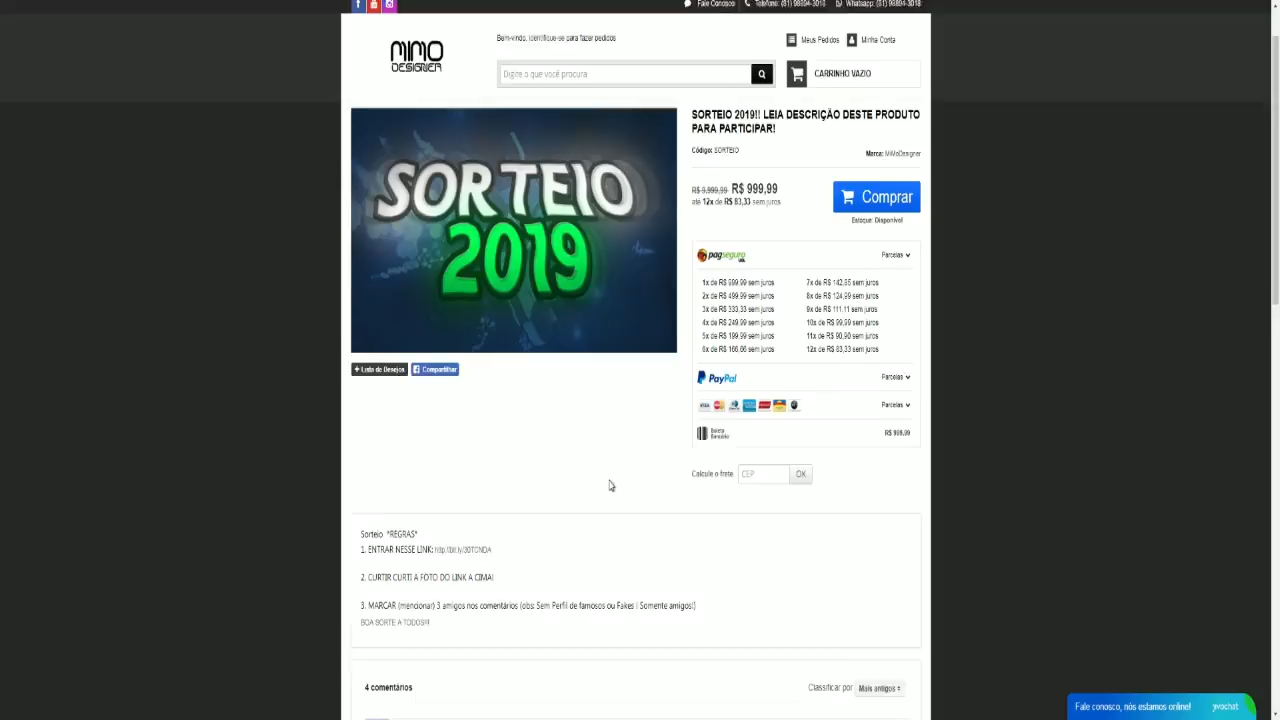 Fale Conosco
Telefone: (81) 98894-3018
Whatsapp: (81) 98894-3018
MIMO
DESIGNER
Bem-vindo, identifique-se para fazer pedidos
Meus Pedidos
Minha Conta
Digite o que você procura
CARRINHO VAZIO
SORTEIO
2019
SORTEIO 2019!! LEIA DESCRIÇÃO DESTE PRODUTO
PARA PARTICIPAR!
Código: SORTEIO
Marca: MiMoDesigner
R$ 9.999,99 R$ 999,99
até 12x de R$ 83,33 sem juros
Comprar
Estoque: Disponível
pagseguro
Parcelas
1x de R$ 999,99 sem juros
7x de R$ 142,85 sem juros
2x de R$ 499,99 sem juros
8x de R$ 124,99 sem juros
3x de R$ 333,33 sem juros
9x de R$ 111,11 sem juros
4x de R$ 249,99 sem juros
10x de R$ 99,99 sem juros
5x de R$ 199,99 sem juros
11x de R$ 90,90 sem juros
6x de R$ 166,66 sem juros
12x de R$ 83,33 sem juros
+ Lista de Desejos
Compartilhar
PayPal
Parcelas
VISA
Parcelas
Boleto
Bancário
R$ 999,99
Calcule o frete:
CEP
OK
Sorteio *REGRAS*
1. ENTRAR NESSE LINK:
2. CURTIR CURTI A FOTO DO LINK A CIMA!
3. MARCAR (mencionar) 3 amigos nos comentários (obs: Sem Perfil de famosos ou Fakes ! Somente amigos!)
BOA SORTE A TODOS!!!
4 comentários
Classificar por
Mais antigos
Fale conosco, nós estamos online!
jivochat